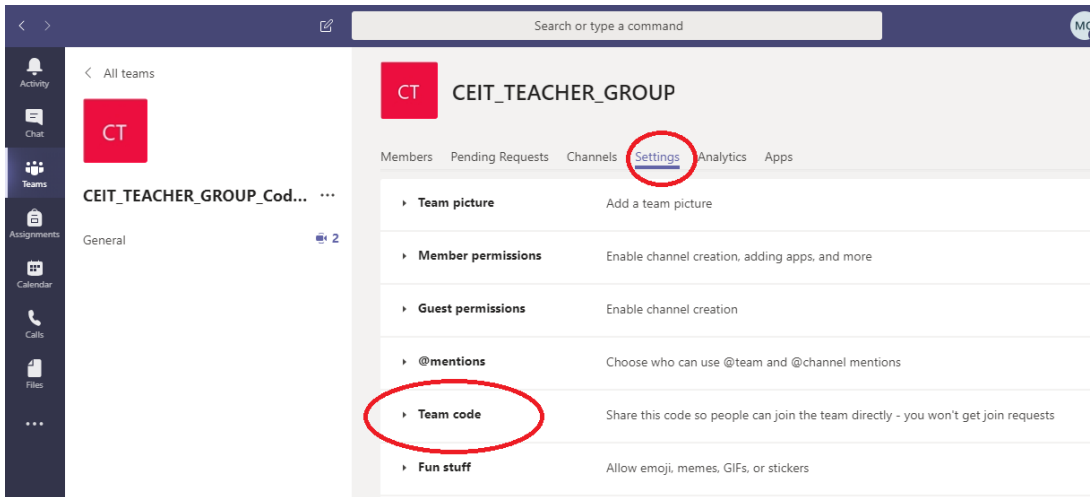 Search or type a command
MC
Activity
Chat
Teams
Assignments
Calendar
Calls
Files
All teams
CT
CEIT_TEACHER_GROUP_Cod... ···
General 2
CT CEIT_TEACHER_GROUP
Members Pending Requests Channels Settings Analytics Apps
Team picture Add a team picture
Member permissions Enable channel creation, adding apps, and more
Guest permissions Enable channel creation
@mentions Choose who can use @team and @channel mentions
Team code Share this code so people can join the team directly - you won't get join requests
Fun stuff Allow emoji, memes, GIFs, or stickers